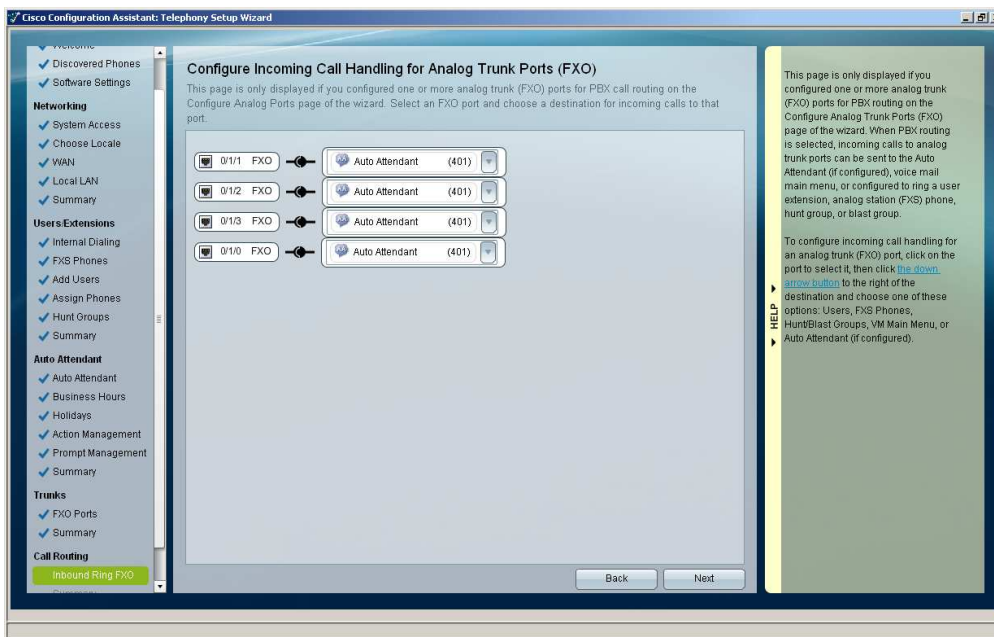 Cisco Configuration Assistant: Telephony Setup Wizard
Welcome
Discovered Phones
Software Settings
Networking
System Access
Choose Locale
WAN
Local LAN
Summary
Users/Extensions
Internal Dialing
FXS Phones
Add Users
Assign Phones
Hunt Groups
Summary
Auto Attendant
Auto Attendant
Business Hours
Holidays
Action Management
Prompt Management
Summary
Trunks
FXO Ports
Summary
Call Routing
Inbound Ring FXO
Summary
Configure Incoming Call Handling for Analog Trunk Ports (FXO)
This page is only displayed if you configured one or more analog trunk (FXO) ports for PBX call routing on the
Configure Analog Ports page of the wizard. Select an FXO port and choose a destination for incoming calls to that
port.
0/1/1 FXO Auto Attendant (401)
0/1/2 FXO Auto Attendant (401)
0/1/3 FXO Auto Attendant (401)
0/1/0 FXO Auto Attendant (401)
Back Next
HELP
This page is only displayed if you
configured one or more analog trunk
(FXO) ports for PBX routing on the
Configure Analog Trunk Ports (FXO)
page of the wizard. When PBX routing
is selected, incoming calls to analog
trunk ports can be sent to the Auto
Attendant (if configured), voice mail
main menu, or configured to ring a user
extension, analog station (FXS) phone,
hunt group, or blast group.
To configure incoming call handling for
an analog trunk (FXO) port, click on the
port to select it, then click the down
arrow button to the right of the
destination and choose one of these
options: Users, FXS Phones,
Hunt/Blast Groups, VM Main Menu, or
Auto Attendant (if configured).